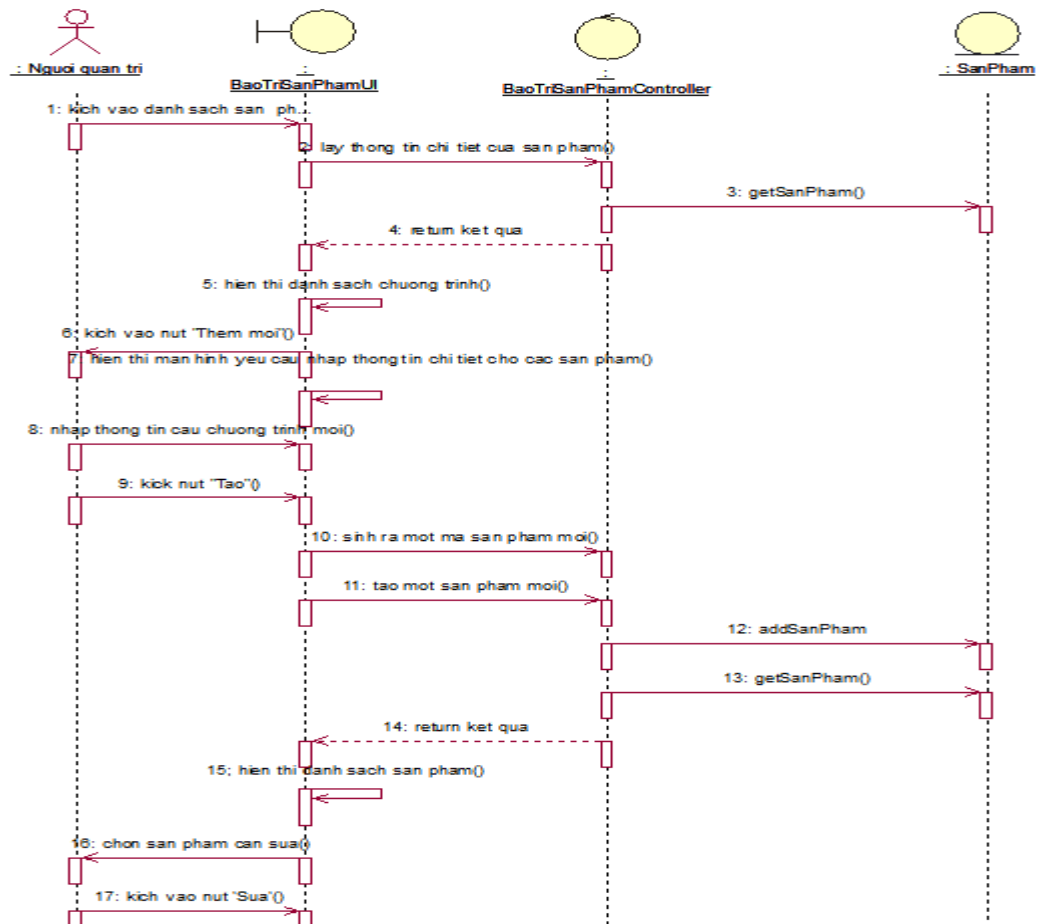 : Nguoi quan tri
:
BaoTriSanPhamUI
:
BaoTriSanPhamController
: SanPham
1: kich vao danh sach san ph...
2: lay thong tin chi tiet cua san pham()
3: getSanPham()
4: return ket qua
5: hien thi danh sach chuong trinh()
6: kich vao nut "Them moi"()
7: hien thi man hinh yeu cau nhap thong tin chi tiet cho cac san pham()
8: nhap thong tin cau chuong trinh moi()
9: kick nut "Tao"()
10: sinh ra mot ma san pham moi()
11: tao mot san pham moi()
12: addSanPham
13: getSanPham()
14: return ket qua
15; hien thi danh sach san pham()
16: chon san pham can sua()
17: kich vao nut "Sua"()